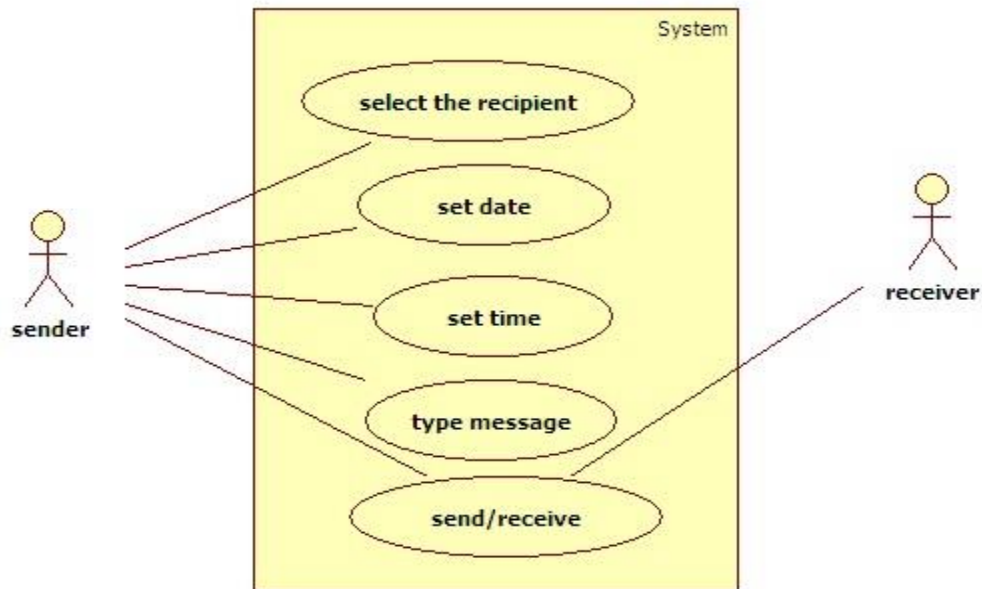 System
select the recipient
set date
set time
type message
send/receive
sender
receiver